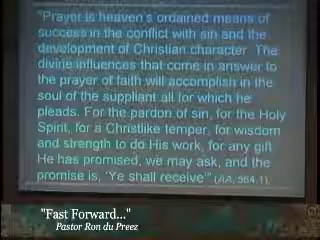 "Prayer is heaven's ordained means of
success in the conflict with sin and the
development of Christian character. The
divine influences that come in answer to
the prayer of faith will accomplish in the
soul of the suppliant all for which he
pleads. For the pardon of sin, for the Holy
Spirit, for a Christlike temper, for wisdom
and strength to do His work, for any gift
He has promised, we may ask, and the
promise is, 'Ye shall receive'" (AA, 564.1).
"Fast Forward..."
Pastor Ron du Preez